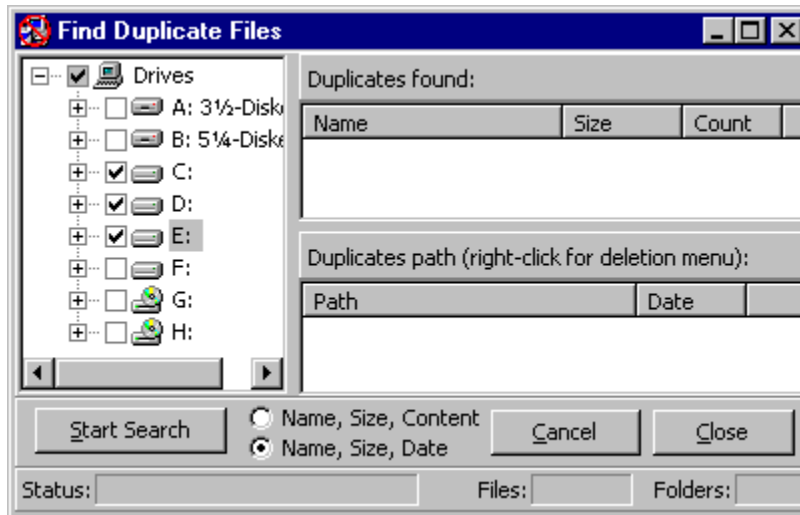 Find Duplicate Files
Drives
A: 3½-Disk
B: 5¼-Diske
C:
D:
E:
F:
G:
H:
Duplicates found:
Name Size Count
Duplicates path (right-click for deletion menu):
Path Date
Start Search
Name, Size, Content
Name, Size, Date
Cancel
Close
Status:
Files:
Folders: